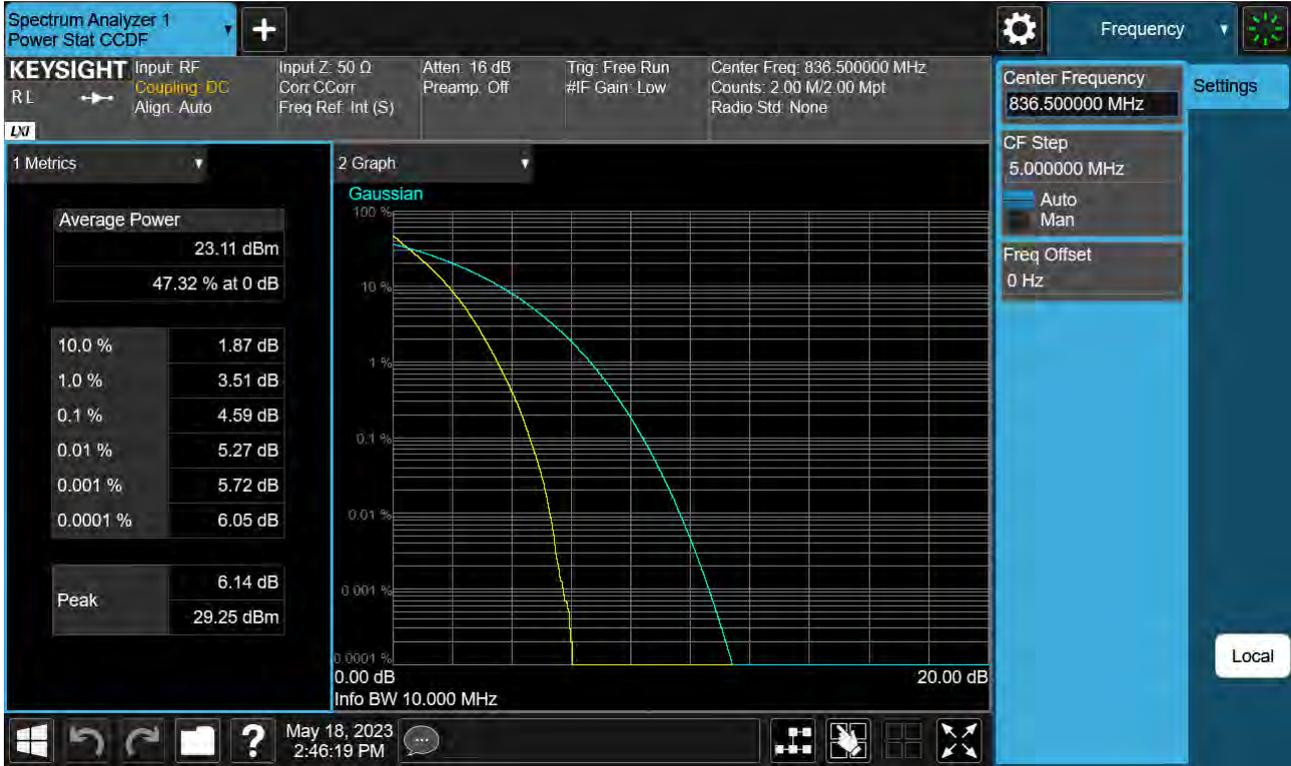 Spectrum Analyzer 1
Power Stat CCDF
Frequency
KEYSIGHT
RL
LXI
Input: RF
Coupling: DC
Align: Auto
Input Z: 50 Ω
Corr CCorr
Freq Ref: Int (S)
Atten: 16 dB
Preamp: Off
Trig: Free Run
#IF Gain: Low
Center Freq: 836.500000 MHz
Counts: 2.00 M/2.00 Mpt
Radio Std: None
Center Frequency
836.500000 MHz
Settings
CF Step
5.000000 MHz
Auto
Man
Freq Offset
0 Hz
1 Metrics
Average Power
23.11 dBm
47.32 % at 0 dB
10.0 % 1.87 dB
1.0 % 3.51 dB
0.1 % 4.59 dB
0.01 % 5.27 dB
0.001 % 5.72 dB
0.0001 % 6.05 dB
Peak
6.14 dB
29.25 dBm
2 Graph
Gaussian
100 %
10 %
1 %
0.1 %
0.01 %
0.001 %
0.0001 %
0.00 dB 20.00 dB
Info BW 10.000 MHz
Local
?
May 18, 2023
2:46:19 PM